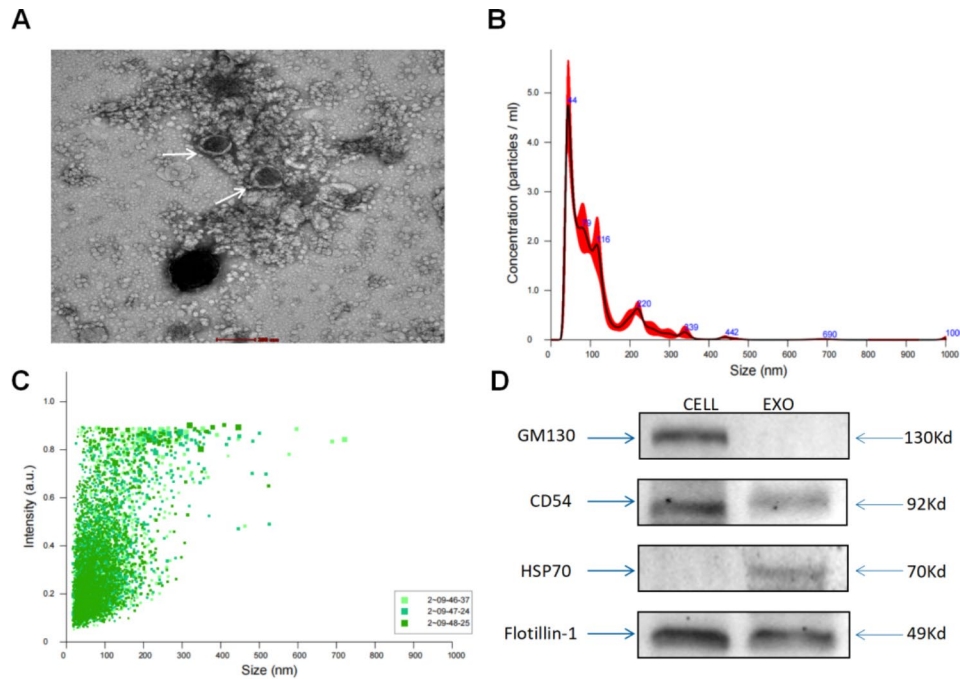 A
B
Concentration (particles / ml)
5.0
4.0
3.0
2.0
1.0
0
44
79
116
220
339
442
690
100
0 100 200 300 400 500 600 700 800 900 1000
Size (nm)
C
Intensity (a.u.)
1.0
0.8
0.6
0.4
0.2
0
2~09-46-37
2~09-47-24
2~09-48-25
0 100 200 300 400 500 600 700 800 900 1000
Size (nm)
D
CELL EXO
GM130 130Kd
CD54 92Kd
HSP70 70Kd
Flotillin-1 49Kd